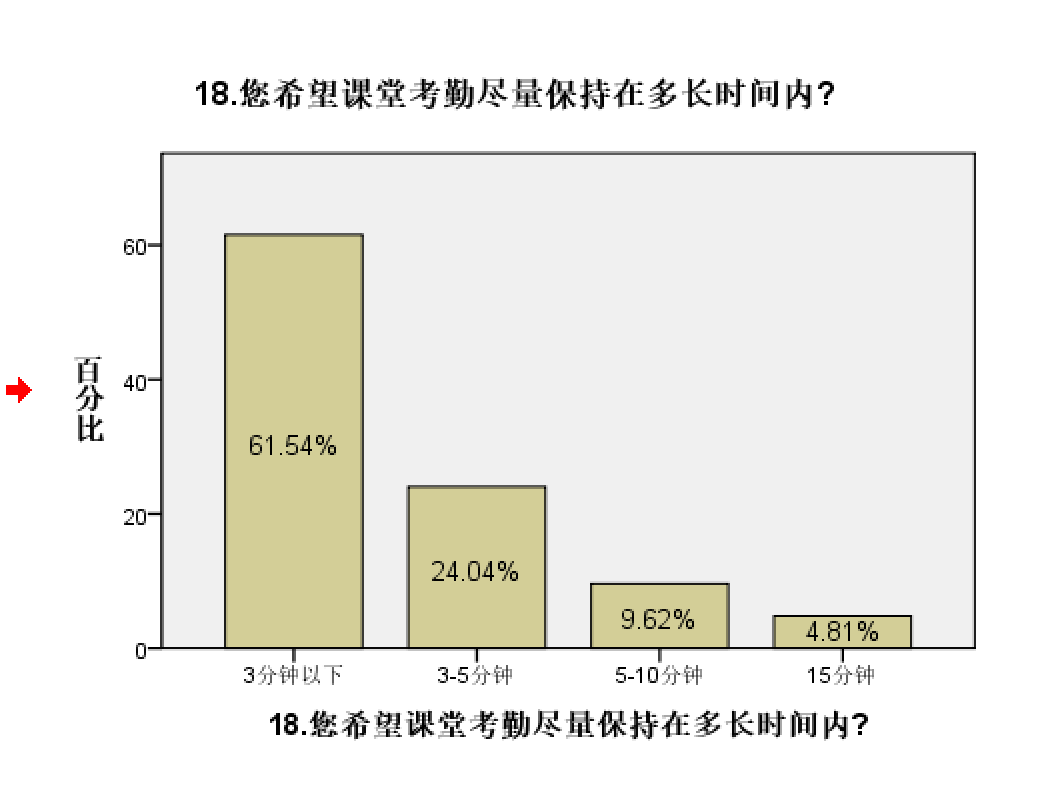 18.您希望课堂考勤尽量保持在多长时间内?
百分比
60
40
20
0
61.54%
24.04%
9.62%
4.81%
3分钟以下
3-5分钟
5-10分钟
15分钟
18.您希望课堂考勤尽量保持在多长时间内?